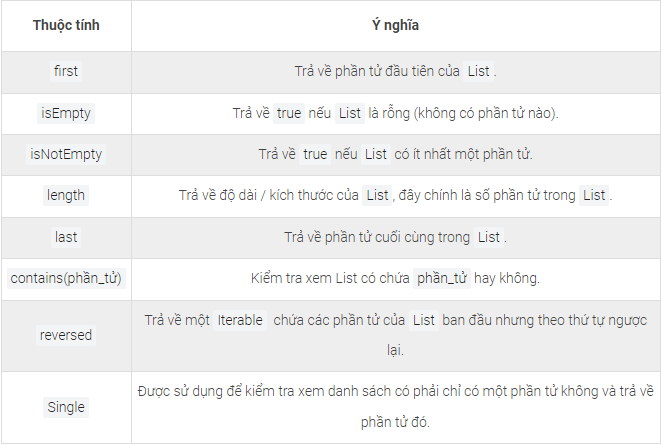 Thuộc tính Ý nghĩa
first Trả về phần tử đầu tiên của List.
isEmpty Trả về true nếu List là rỗng (không có phần tử nào).
isNotEmpty Trả về true nếu List có ít nhất một phần tử.
length Trả về độ dài / kích thước của List, đây chính là số phần tử trong List.
last Trả về phần tử cuối cùng trong List.
contains(phần_tử) Kiểm tra xem List có chứa phần_tử hay không.
reversed Trả về một Iterable chứa các phần tử của List ban đầu nhưng theo thứ tự ngược
lại.
Single Được sử dụng để kiểm tra xem danh sách có phải chỉ có một phần tử không và trả về
phần tử đó.